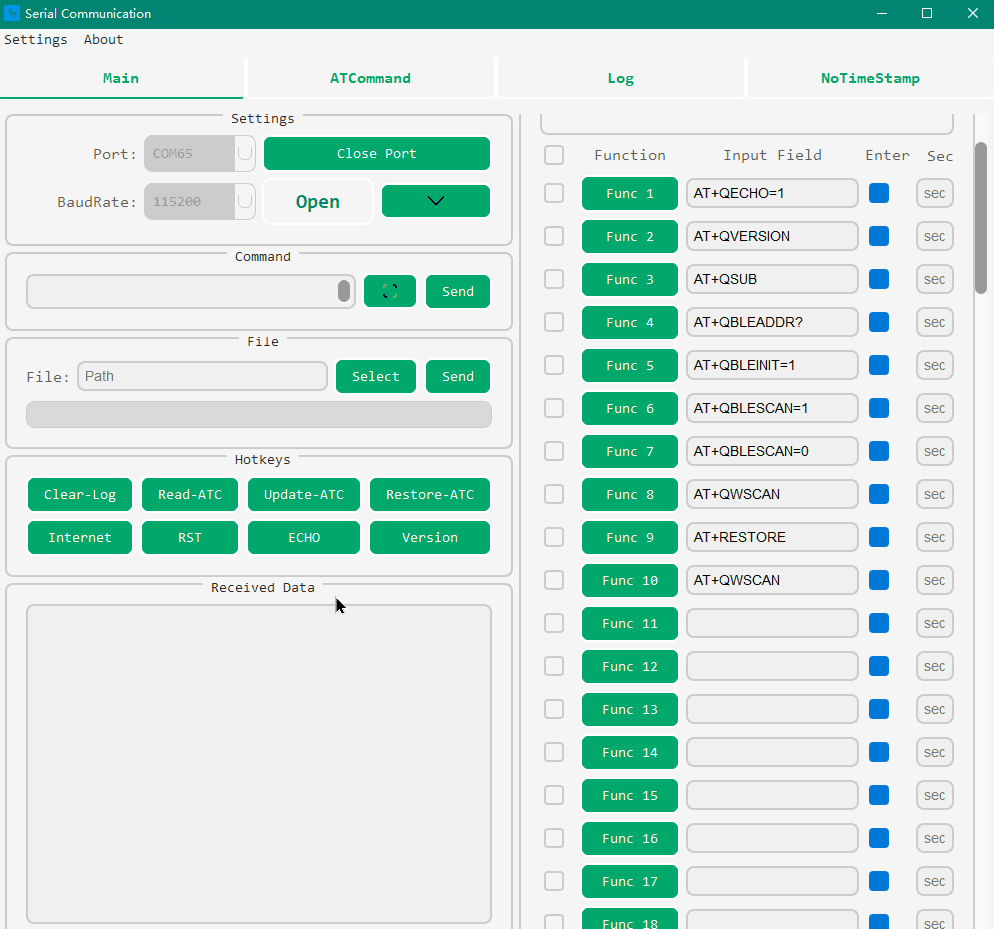 Serial Communication
Settings About
Main ATCommand Log NoTimeStamp
Settings
Port: COM65 Close Port
BaudRate: 115200 Open
Command
Send
File
File: Path Select Send
Hotkeys
Clear-Log Read-ATC Update-ATC Restore-ATC
Internet RST ECHO Version
Received Data
Function Input Field Enter Sec
Func 1 AT+QECHO=1 sec
Func 2 AT+QVERSION sec
Func 3 AT+QSUB sec
Func 4 AT+QBLEADDR? sec
Func 5 AT+QBLEINIT=1 sec
Func 6 AT+QBLESCAN=1 sec
Func 7 AT+QBLESCAN=0 sec
Func 8 AT+QWSCAN sec
Func 9 AT+RESTORE sec
Func 10 AT+QWSCAN sec
Func 11 sec
Func 12 sec
Func 13 sec
Func 14 sec
Func 15 sec
Func 16 sec
Func 17 sec
Func 18 sec